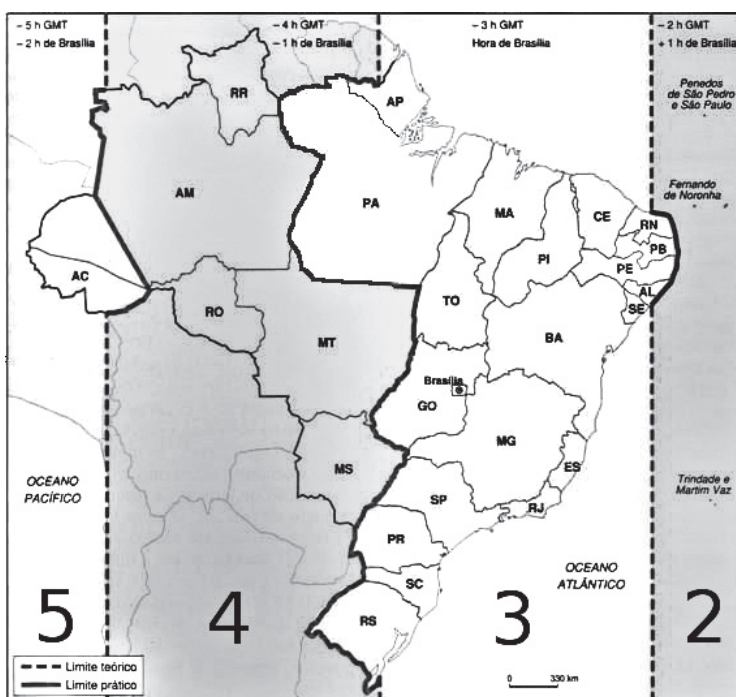 – 5 h GMT
– 2 h de Brasília
– 4 h GMT
– 1 h de Brasília
– 3 h GMT
Hora de Brasília
– 2 h GMT
+ 1 h de Brasília
Penedos
de São Pedro
e São Paulo
Fernando
de Noronha
RR
AP
AM
PA
MA
CE
RN
PB
PI
PE
AL
SE
AC
RO
TO
BA
MT
Brasília
GO
MG
ES
MS
SP
RJ
PR
SC
RS
Trindade e
Martim Vaz
OCEANO
PACÍFICO
OCEANO
ATLÂNTICO
5
4
3
2
Limite teórico
Limite prático
0 330 km